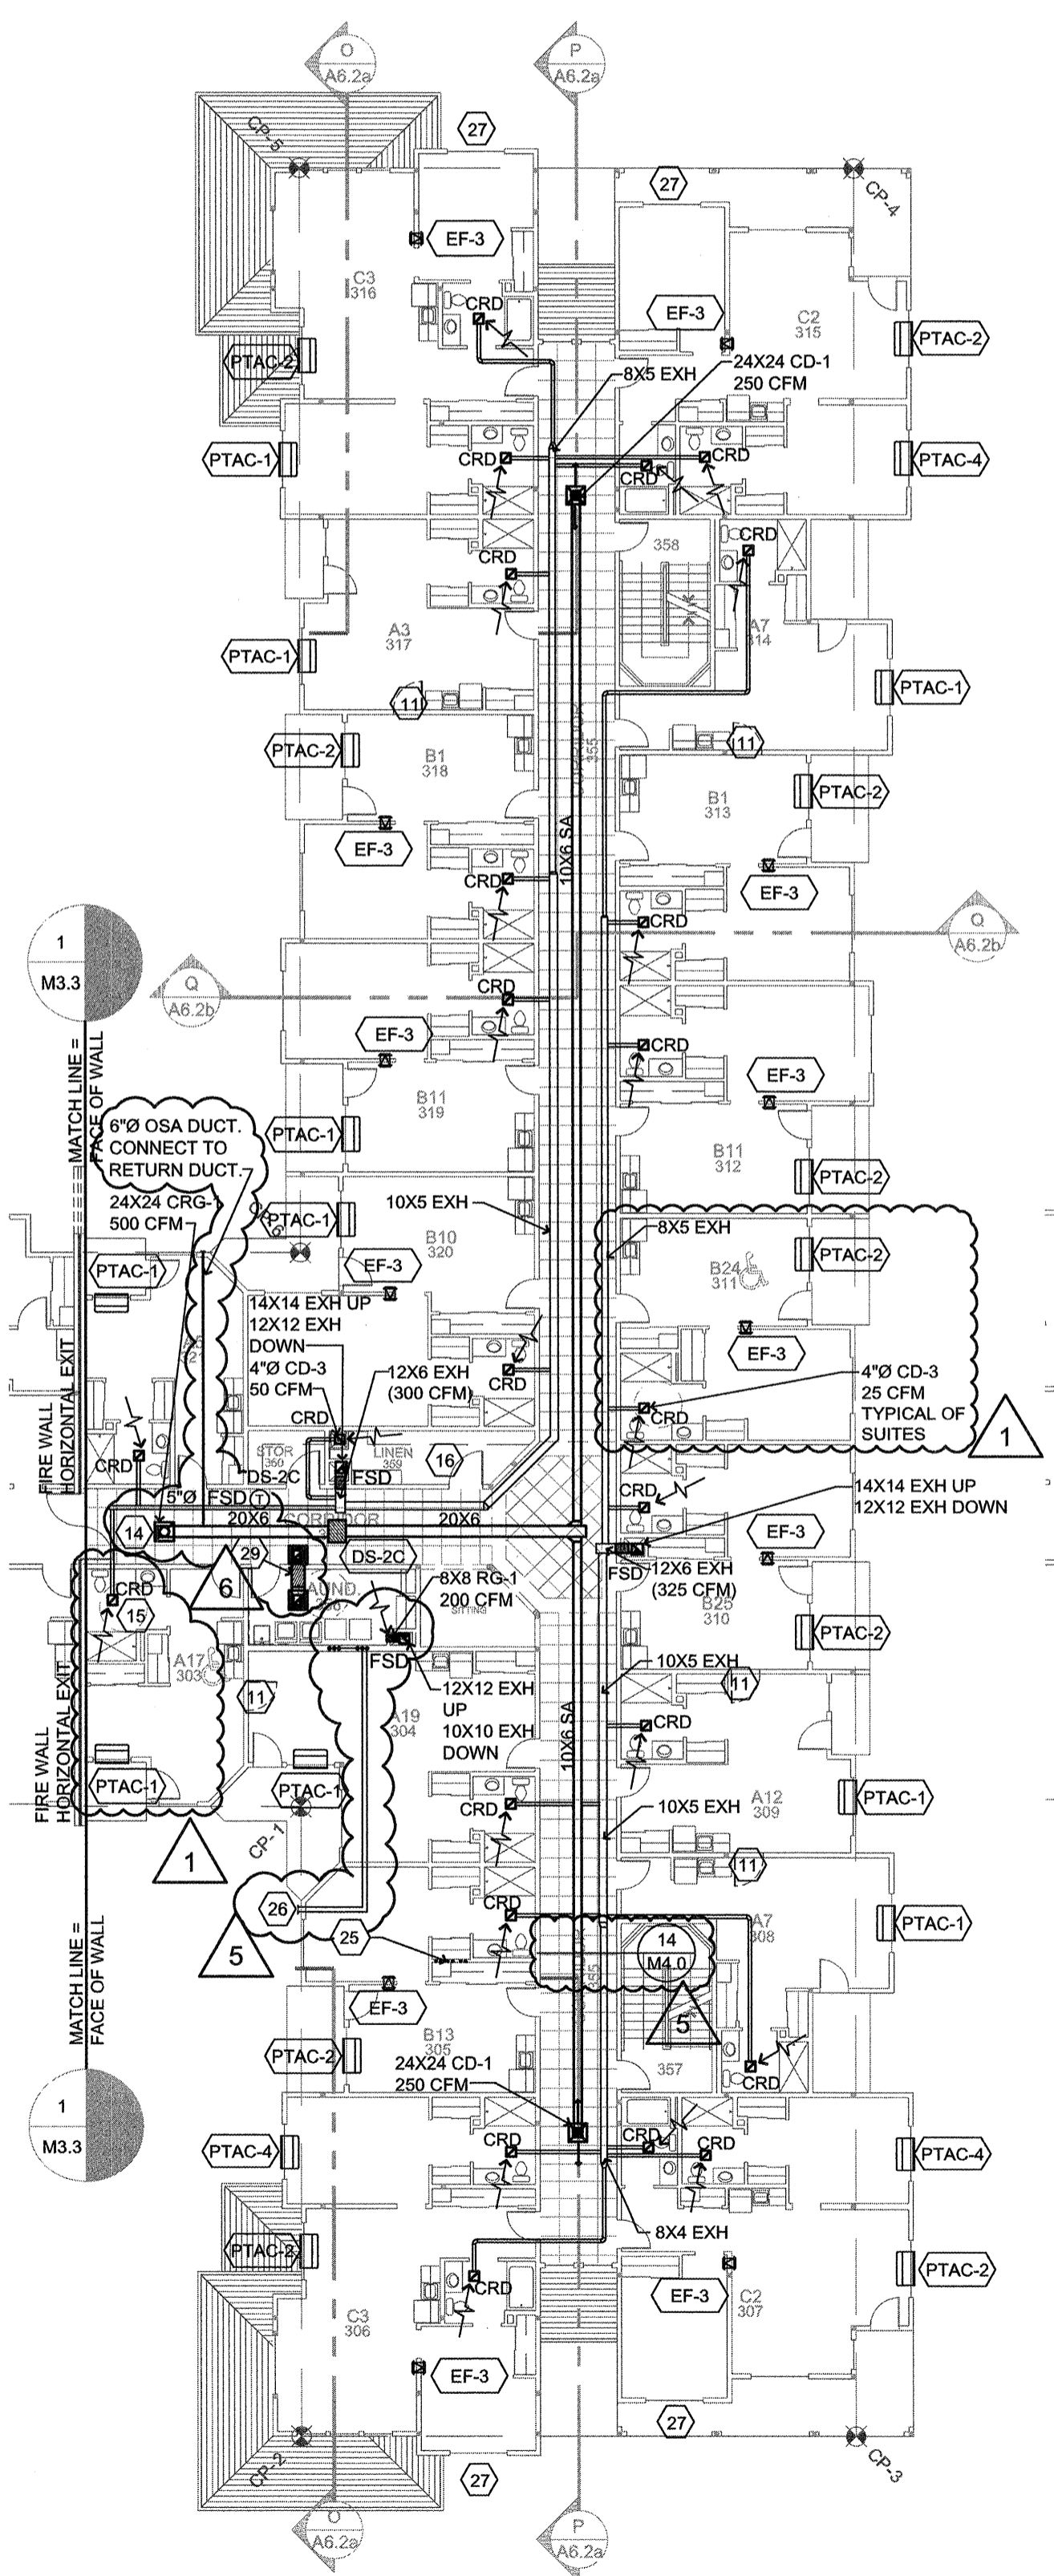 O
A6.2a
P
A6.2a
27
CP-5
27
CP-4
EF-3
C3
316
CRD
EF-3
C2
315
PTAC-2
PTAC-2
8X5 EXH
24X24 CD-1
250 CFM
PTAC-1
CRD
CRD
CRD
PTAC-4
358
CRD
CRD
A3
317
A7
314
PTAC-1
PTAC-1
11
CORRIDOR
355
11
PTAC-2
B1
318
B1
313
PTAC-2
EF-3
10X6 SA
CRD
EF-3
CRD
1
M3.3
Q
A6.2b
Q
A6.2b
CRD
EF-3
CRD
EF-3
MATCH LINE =
FACE OF WALL
B11
319
6"Ø OSA DUCT.
CONNECT TO
RETURN DUCT.
PTAC-1
B11
312
PTAC-2
24X24 CRG-1
500 CFM
PTAC-1
10X5 EXH
8X5 EXH
B10
320
PTAC-1
EF-3
B24
311
PTAC-2
14X14 EXH UP
12X12 EXH
DOWN
4"Ø CD-3
50 CFM
12X6 EXH
(300 CFM)
EF-3
CRD
4"Ø CD-3
25 CFM
TYPICAL OF
SUITES
CRD
1
FIRE WALL
HORIZONTAL EXIT
CRD
STOR
360
LINEN
359
16
CRD
DS-2C
FSD
5"Ø
FSD
T
CRD
14X14 EXH UP
12X12 EXH DOWN
14
20X6
CORRIDOR
20X6
EF-3
29
DS-2C
6
LAUND.
FSD
12X6 EXH
(325 CFM)
CRD
15
8X8 RG-1
200 CFM
SITTING
B25
310
PTAC-2
FSD
A17
303
11
10X5 EXH
11
12X12 EXH
UP
10X10 EXH
DOWN
A19
304
CRD
FIRE WALL
HORIZONTAL EXIT
10X6 SA
PTAC-1
PTAC-1
CRD
10X5 EXH
A12
309
PTAC-1
CP-1
1
11
26
CRD
5
25
14
M4.0
A7
308
PTAC-1
355
MATCH LINE =
FACE OF WALL
EF-3
5
B13
305
PTAC-2
24X24 CD-1
250 CFM
357
CRD
1
M3.3
PTAC-4
CRD
CRD
CRD
PTAC-4
8X4 EXH
PTAC-2
CRD
EF-3
C2
307
PTAC-2
C3
306
EF-3
27
CP-2
CP-3
27
O
A6.2a
P
A6.2a